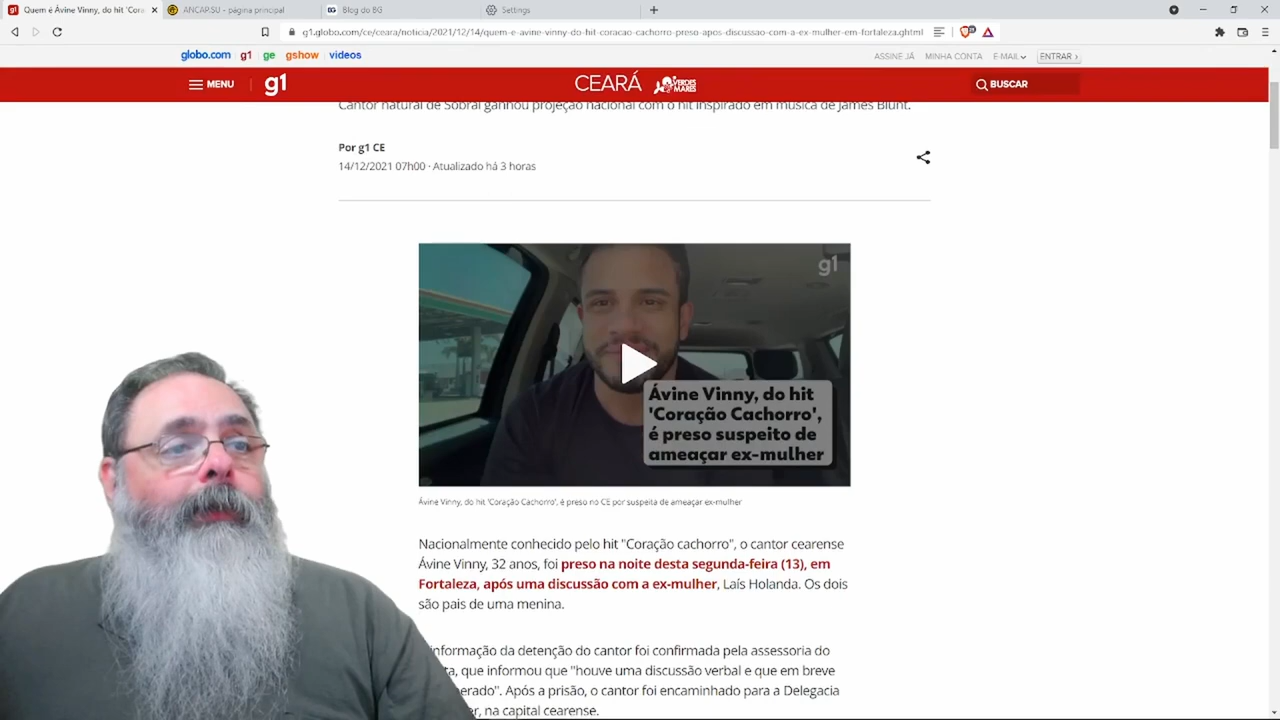 Quem é Ávine Vinny, do hit 'Cora
ANCAP.SU - página principal
Blog do BG
Settings
g1.globo.com/ce/ceara/noticia/2021/12/14/quem-e-avine-vinny-do-hit-coracao-cachorro-preso-apos-discussao-com-a-ex-mulher-em-fortaleza.ghtml
globo.com g1 ge gshow videos
ASSINE JÁ MINHA CONTA E-MAIL ENTRAR ›
MENU g1 CEARÁ VERDES MARES BUSCAR
Cantor natural de Sobral ganhou projeção nacional com o hit inspirado em música de James Blunt.
Por g1 CE
14/12/2021 07h00 · Atualizado há 3 horas
g1
Ávine Vinny, do hit
'Coração Cachorro',
é preso suspeito de
ameaçar ex-mulher
Ávine Vinny, do hit 'Coração Cachorro', é preso no CE por suspeita de ameaçar ex-mulher
Nacionalmente conhecido pelo hit "Coração cachorro", o cantor cearense
Ávine Vinny, 32 anos, foi preso na noite desta segunda-feira (13), em
Fortaleza, após uma discussão com a ex-mulher, Laís Holanda. Os dois
são pais de uma menina.
informação da detenção do cantor foi confirmada pela assessoria do
ta, que informou que "houve uma discussão verbal e que em breve
perado". Após a prisão, o cantor foi encaminhado para a Delegacia
er, na capital cearense.